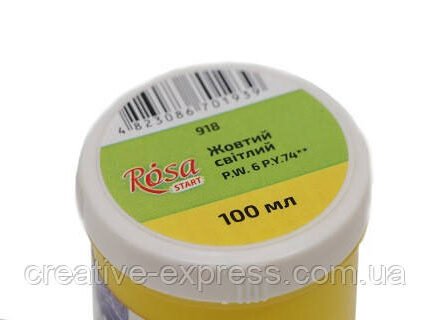 4823086701939
918
Жовтий
світлий
P.W. 6 P.Y.74**
Rosa
START
100 мл
creative-express.com.ua